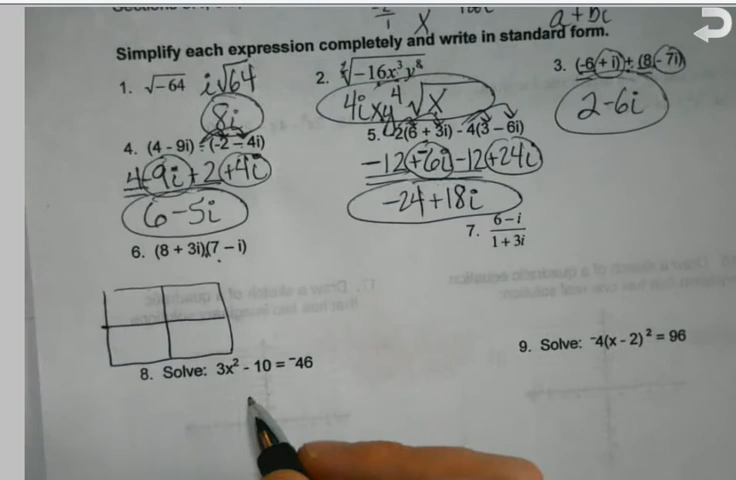 a + bi
X
Simplify each expression completely and write in standard form.
1. √-64 i√64
8i
2. √-16x³y⁸
4ixy⁴√x
3. (-6 + i) + (8 - 7i)
2-6i
4. (4 - 9i) - (-2 - 4i)
4-9i+2+4i
6-5i
5. -2(6 + 3i) - 4(3 - 6i)
-12+-6i-12+24i
-24+18i
6. (8 + 3i)(7 - i)
7. 6 - i
1 + 3i
8. Solve: 3x² - 10 = ⁻46
9. Solve: ⁻4(x - 2)² = 96